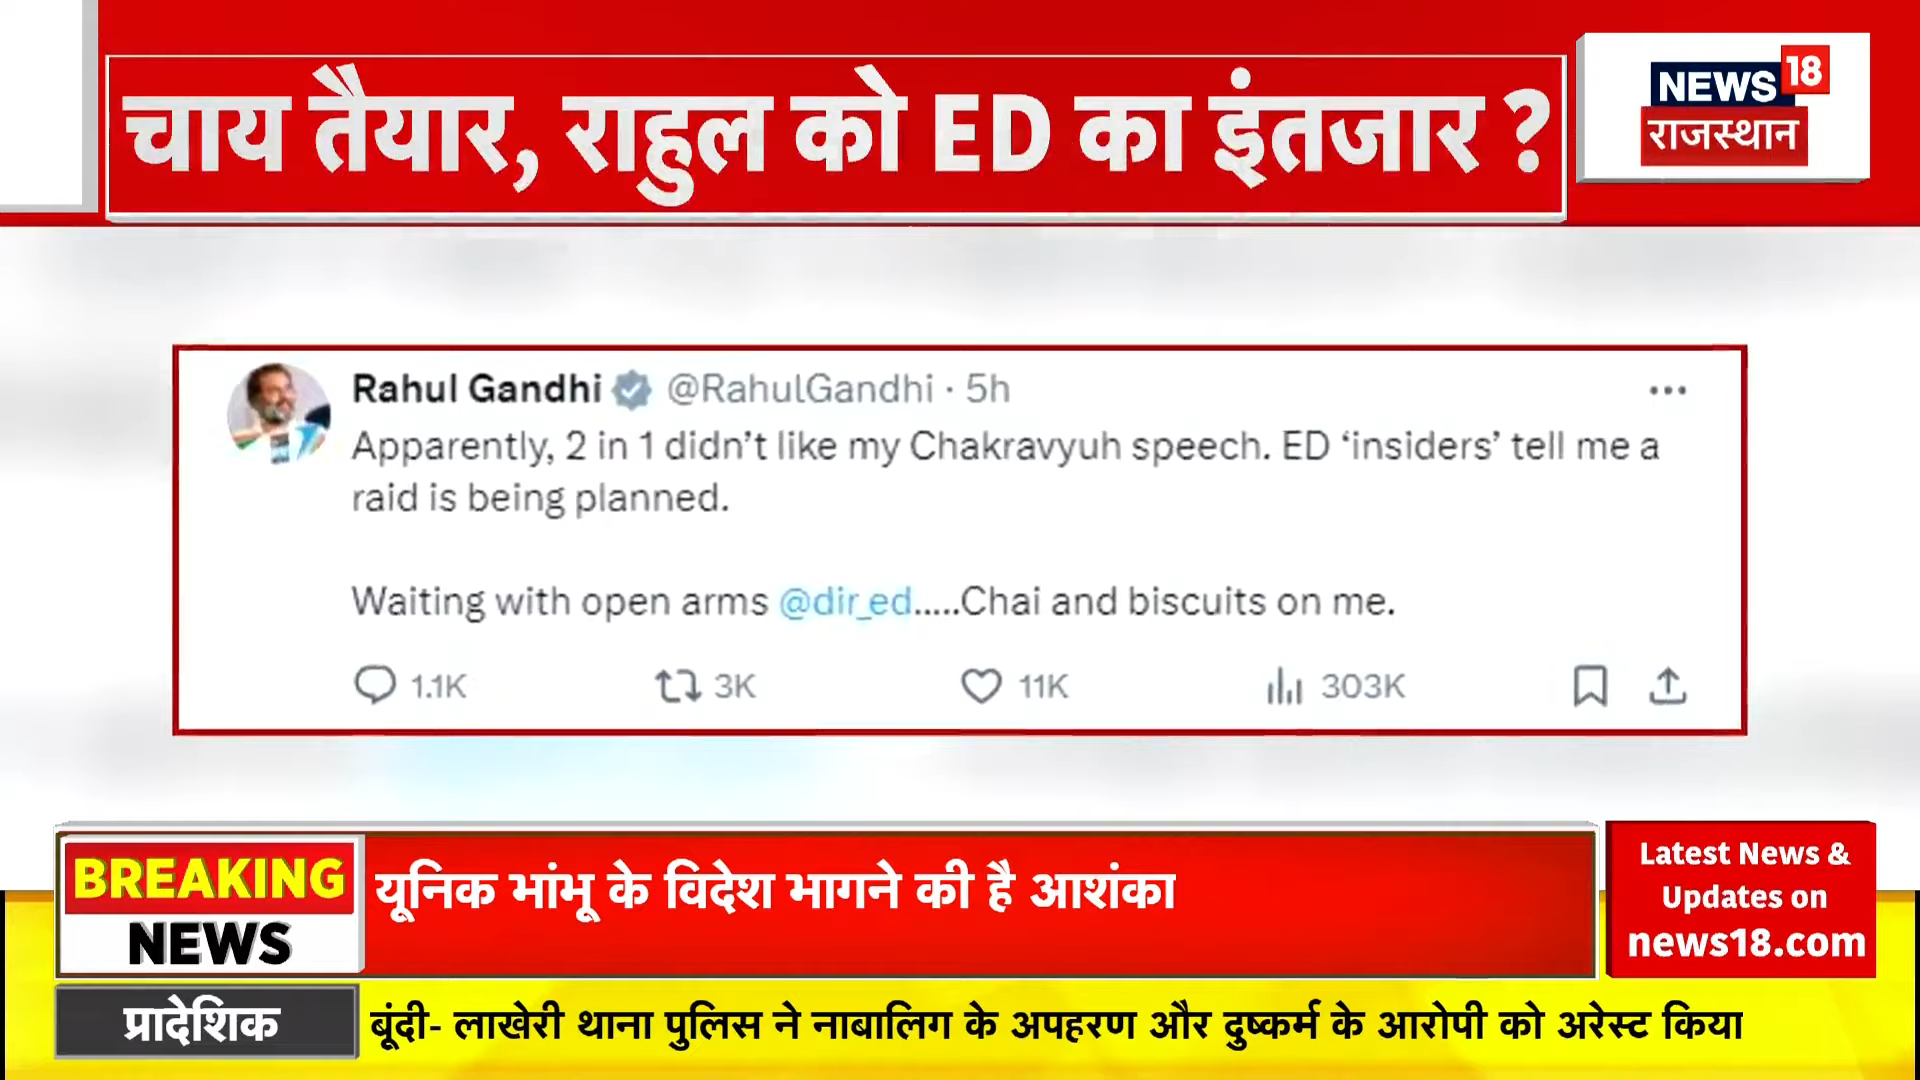 चाय तैयार, राहुल को ED का इंतजार ?
NEWS 18
राजस्थान
Rahul Gandhi @RahulGandhi · 5h
Apparently, 2 in 1 didn’t like my Chakravyuh speech. ED ‘insiders’ tell me a
raid is being planned.
Waiting with open arms @dir_ed.....Chai and biscuits on me.
1.1K 3K 11K 303K
BREAKING
NEWS
यूनिक भांभू के विदेश भागने की है आशंका
Latest News &
Updates on
news18.com
प्रादेशिक
बूंदी- लाखेरी थाना पुलिस ने नाबालिग के अपहरण और दुष्कर्म के आरोपी को अरेस्ट किया